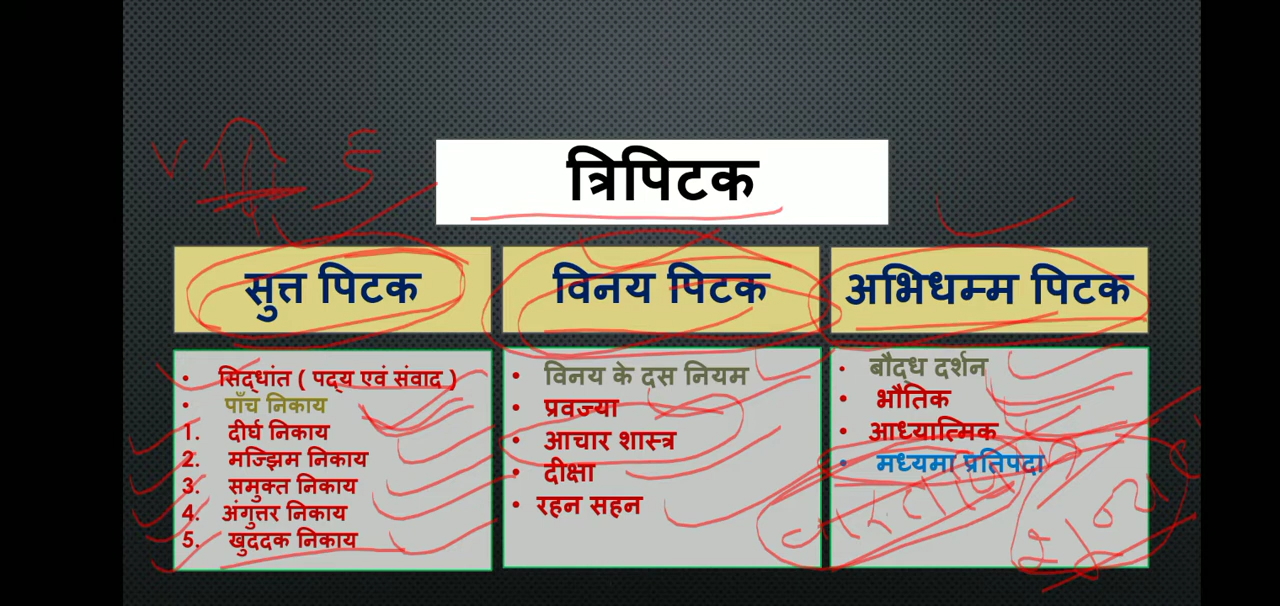 त्रिपिटक
सुत्त पिटक
सिद्धांत ( पद्य एवं संवाद )
पाँच निकाय
1. दीर्घ निकाय
2. मज्झिम निकाय
3. समुक्त निकाय
4. अंगुत्तर निकाय
5. खुददक निकाय
विनय पिटक
विनय के दस नियम
प्रवज्या
आचार शास्त्र
दीक्षा
रहन सहन
अभिधम्म पिटक
बौद्ध दर्शन
भौतिक
आध्यात्मिक
मध्यमा प्रतिपदा